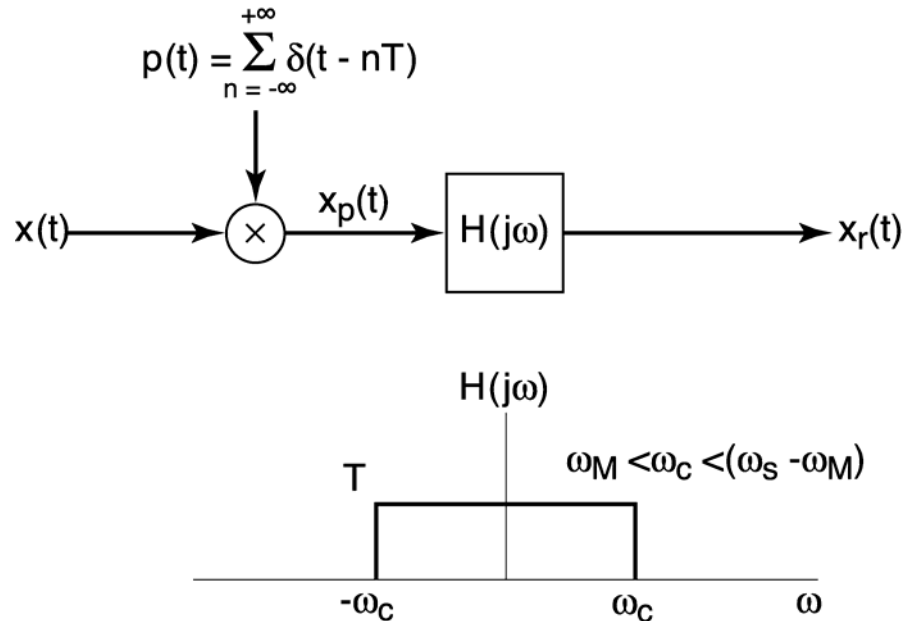 p(t) = Σ δ(t - nT)
+∞
n = -∞
x(t)
×
x_p(t)
H(jω)
x_r(t)
H(jω)
T
ω_M <ω_c <(ω_s -ω_M)
-ω_c
ω_c
ω